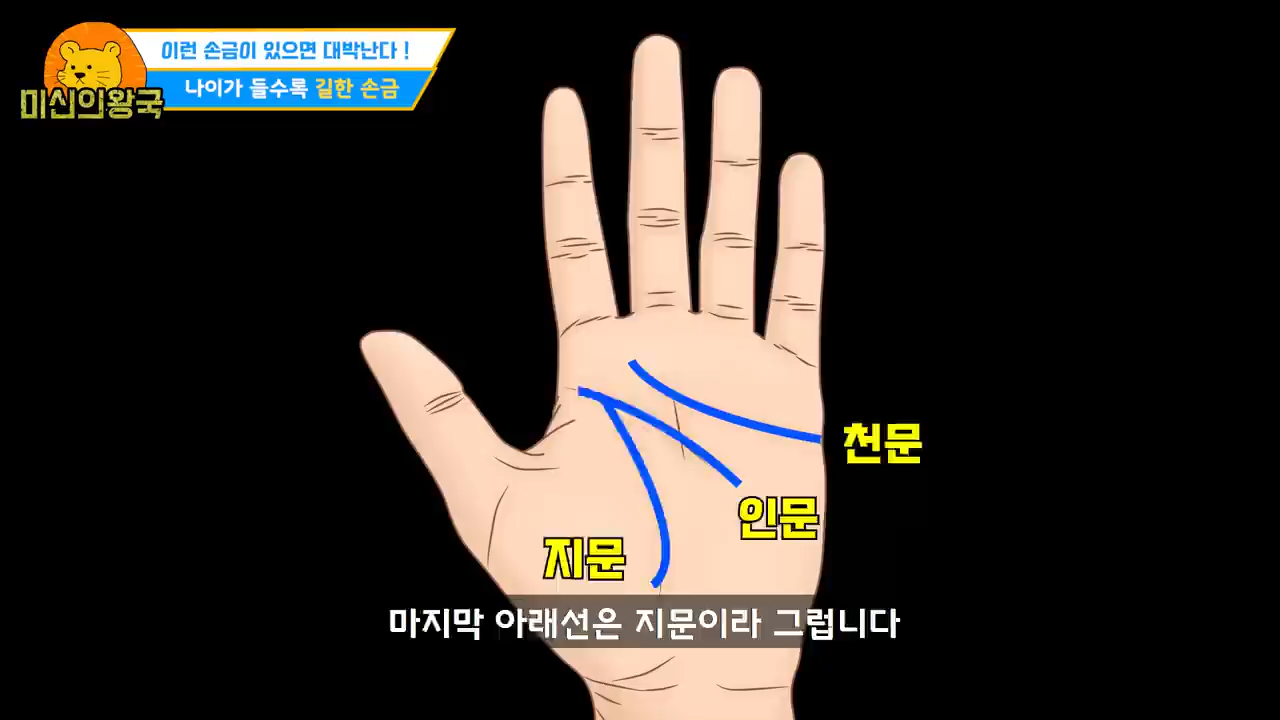 이런 손금이 있으면 대박난다 !
나이가 들수록 길한 손금
미신의왕국
천문
인문
지문
마지막 아래선은 지문이라 그럽니다